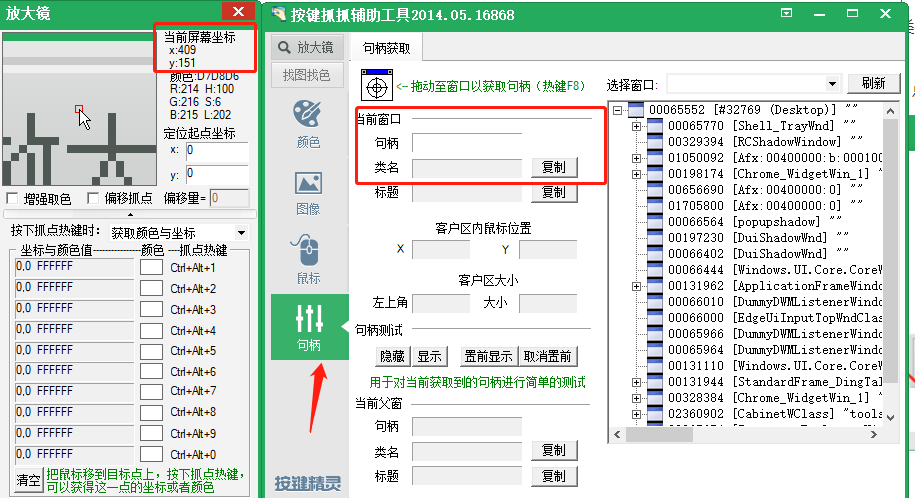 放大镜
当前屏幕坐标
x:409
y:151
颜色:D7D8D6
R:214 H:100
G:216 S:6
B:215 L:202
定位起点坐标
x: 0
y: 0
增强取色 偏移抓点 偏移量= 0
按下抓点热键时: 获取颜色与坐标
坐标与颜色值 颜色 抓点热键
0,0 FFFFFF Ctrl+Alt+1
0,0 FFFFFF Ctrl+Alt+2
0,0 FFFFFF Ctrl+Alt+3
0,0 FFFFFF Ctrl+Alt+4
0,0 FFFFFF Ctrl+Alt+5
0,0 FFFFFF Ctrl+Alt+6
0,0 FFFFFF Ctrl+Alt+7
0,0 FFFFFF Ctrl+Alt+8
0,0 FFFFFF Ctrl+Alt+9
0,0 FFFFFF Ctrl+Alt+0
清空 把鼠标移到目标点上，按下抓点热键，
可以获得这一点的坐标或者颜色
按键抓抓辅助工具2014.05.16868
放大镜
找图找色
颜色
图像
鼠标
句柄
按键精灵
句柄获取
<-拖动至窗口以获取句柄（热键F8）
当前窗口
句柄
类名 复制
标题 复制
客户区内鼠标位置
X Y
客户区大小
左上角 大小
句柄测试
隐藏 显示 置前显示 取消置前
用于对当前获取到的句柄进行简单的测试
当前父窗
句柄
类名 复制
标题 复制
选择窗口: 刷新
00065552 [#32769 (Desktop)] ""
00065770 [Shell_TrayWnd] ""
00329394 [RCShadowWindow] ""
01050092 [Afx:00400000:b:000100
00198174 [Chrome_WidgetWin_1] "
00656690 [Afx:00400000:0] ""
01705800 [Afx:00400000:0] ""
00066564 [popupshadow] ""
00197230 [DuiShadowWnd] ""
00066402 [DuiShadowWnd] ""
00066444 [Windows.UI.Core.CoreW
00131962 [ApplicationFrameWindo
00066010 [DummyDWMListenerWindo
00066000 [EdgeUiInputTopWndClas
00065966 [DummyDWMListenerWindo
00065964 [DummyDWMListenerWindo
00131110 [Windows.UI.Core.CoreW
00131944 [StandardFrame_DingTal
00328384 [Chrome_WidgetWin_1] "
02360902 [CabinetWClass] "tools